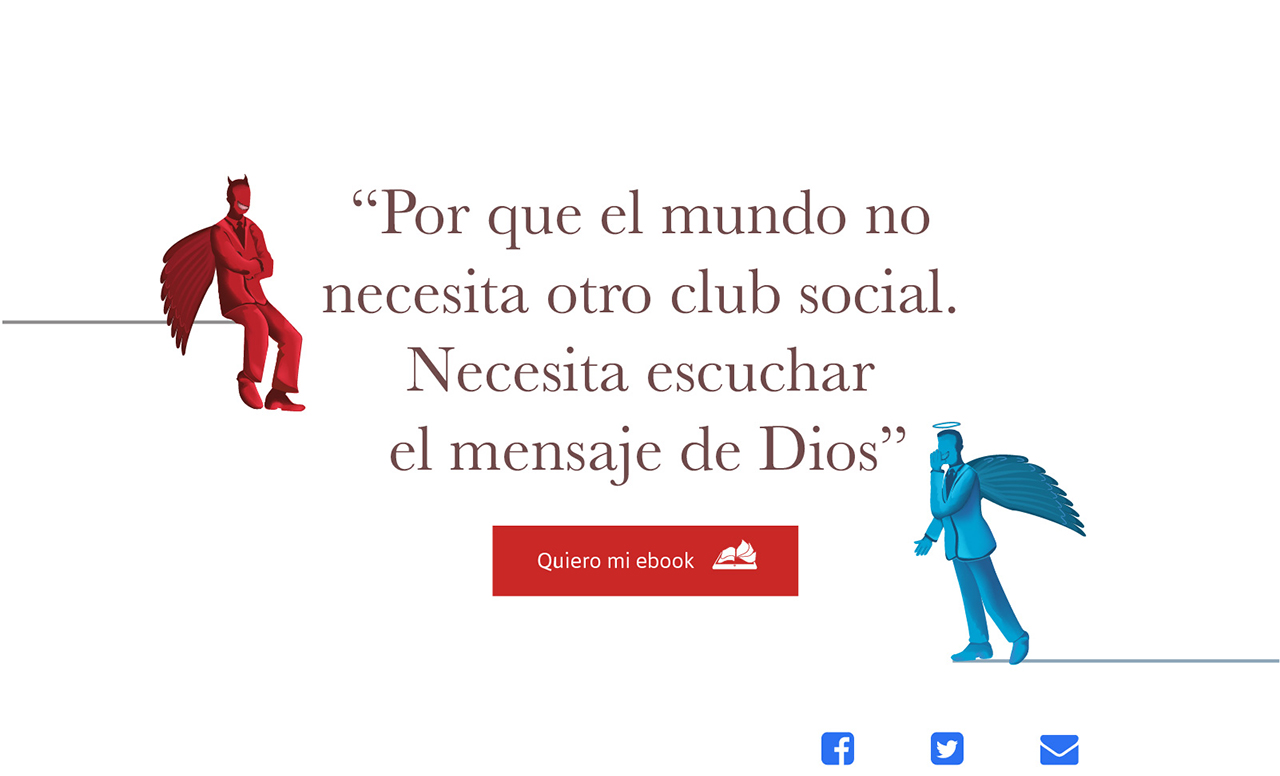 “Por que el mundo no
necesita otro club social.
Necesita escuchar
el mensaje de Dios”
Quiero mi ebook